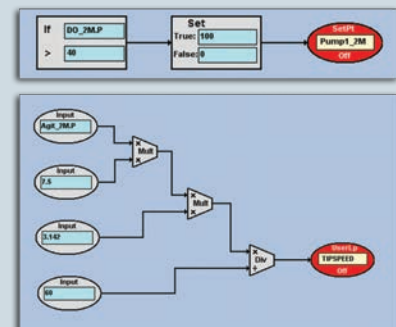 If DO_2M.P
> 40
Set
True: 100
False: 0
SetPt
Pump1_2M
Off
Input
Agit_2M.P
Mult
Input
7.5
Mult
Input
3.142
Div
UserLp
TIPSPEED
Off
Input
60